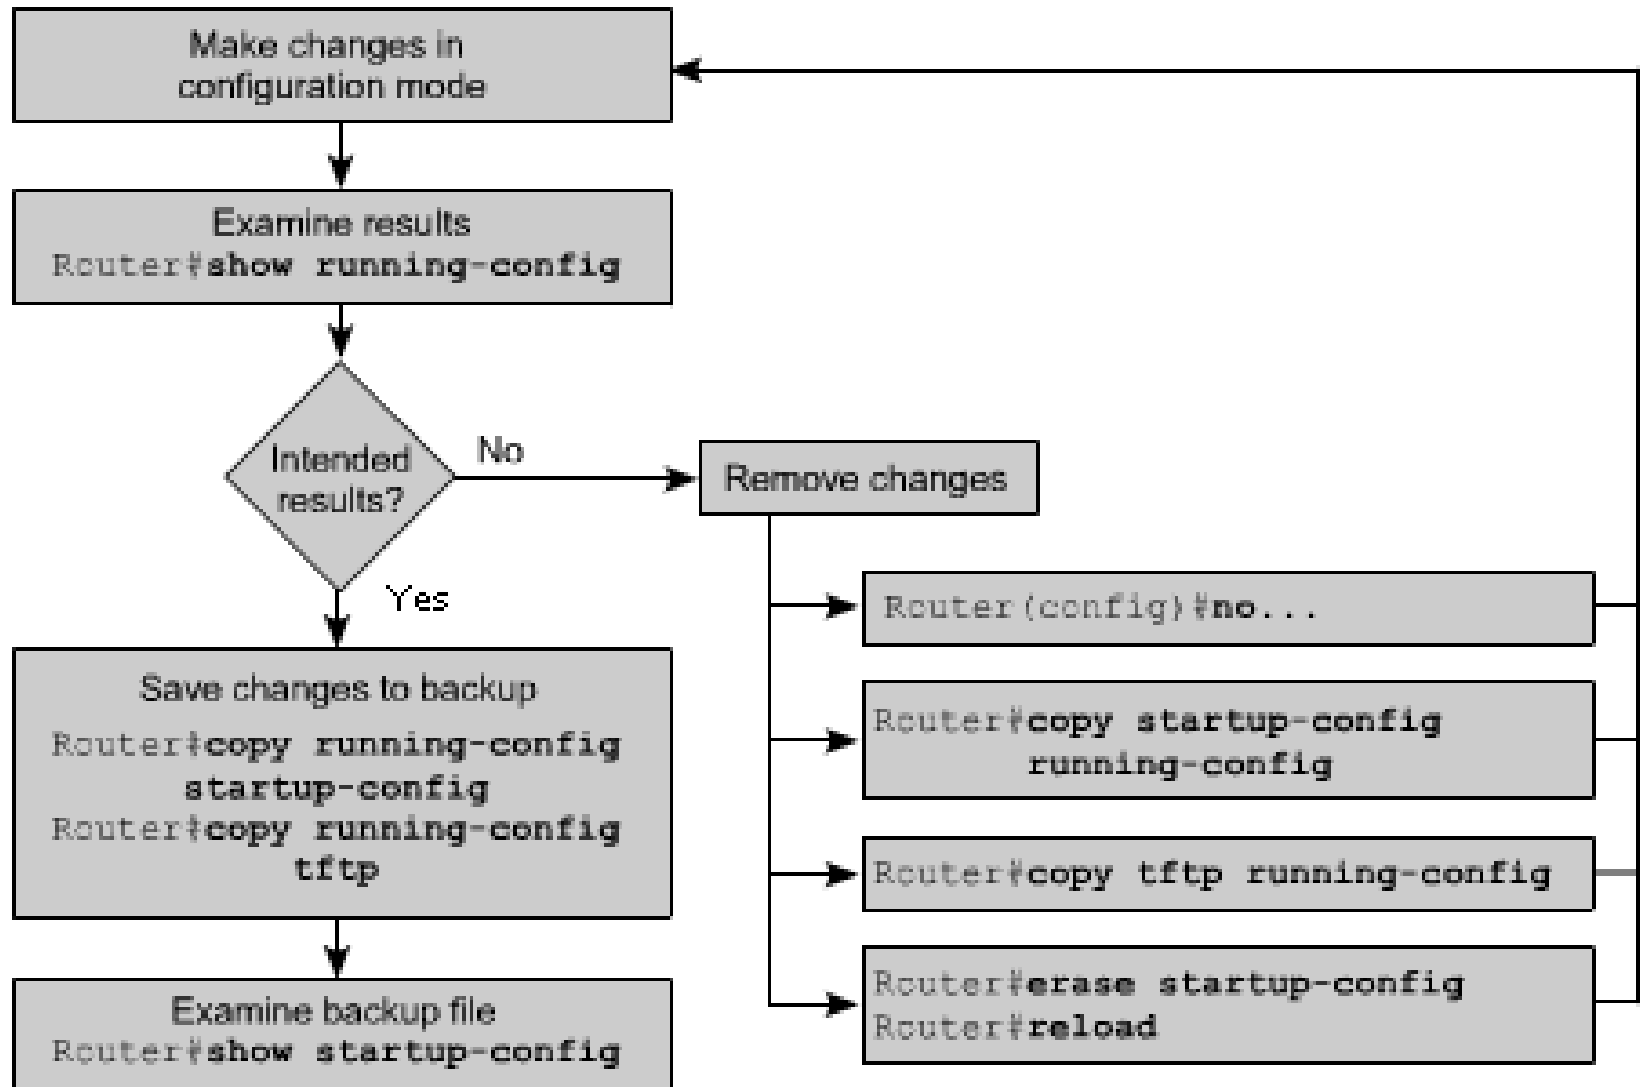 Make changes in
configuration mode
Examine results
Router#show running-config
Intended
results?
No
Remove changes
Yes
Router(config)#no...
Router#copy startup-config
running-config
Router#copy tftp running-config
Router#erase startup-config
Router#reload
Save changes to backup
Router#copy running-config
startup-config
Router#copy running-config
tftp
Examine backup file
Router#show startup-config